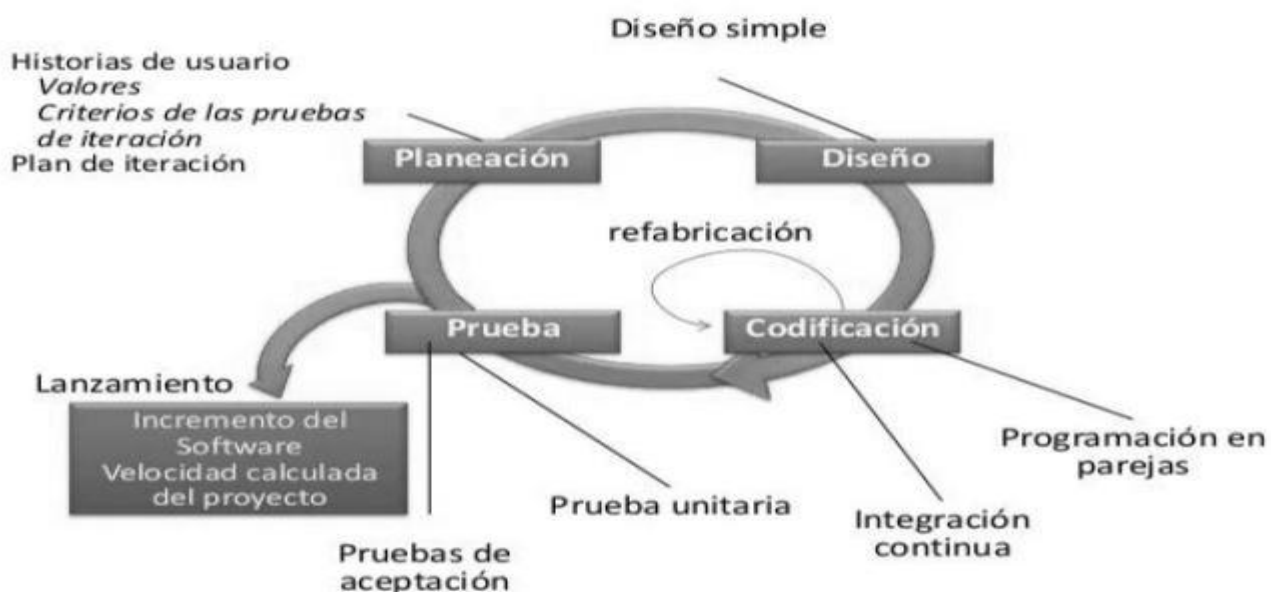 Diseño simple
Historias de usuario
Valores
Criterios de las pruebas
de iteración
Plan de iteración
Planeación
Diseño
refabricación
Prueba
Codificación
Lanzamiento
Incremento del
Software
Velocidad calculada
del proyecto
Programación en
parejas
Prueba unitaria
Integración
continua
Pruebas de
aceptación